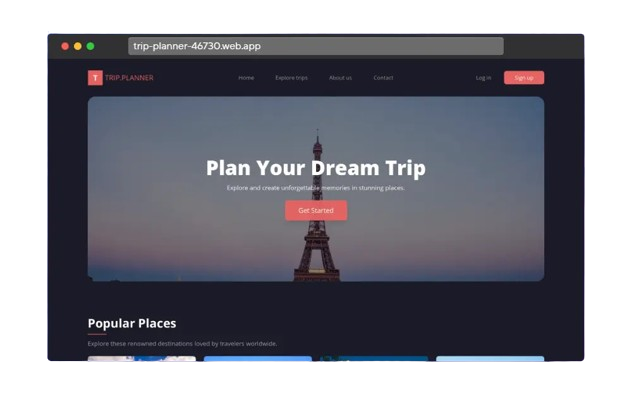 trip-planner-46730.web.app
T TRIP.PLANNER Home Explore trips About us Contact Log in Sign up
Plan Your Dream Trip
Explore and create unforgettable memories in stunning places.
Get Started
Popular Places
Explore these renowned destinations loved by travelers worldwide.